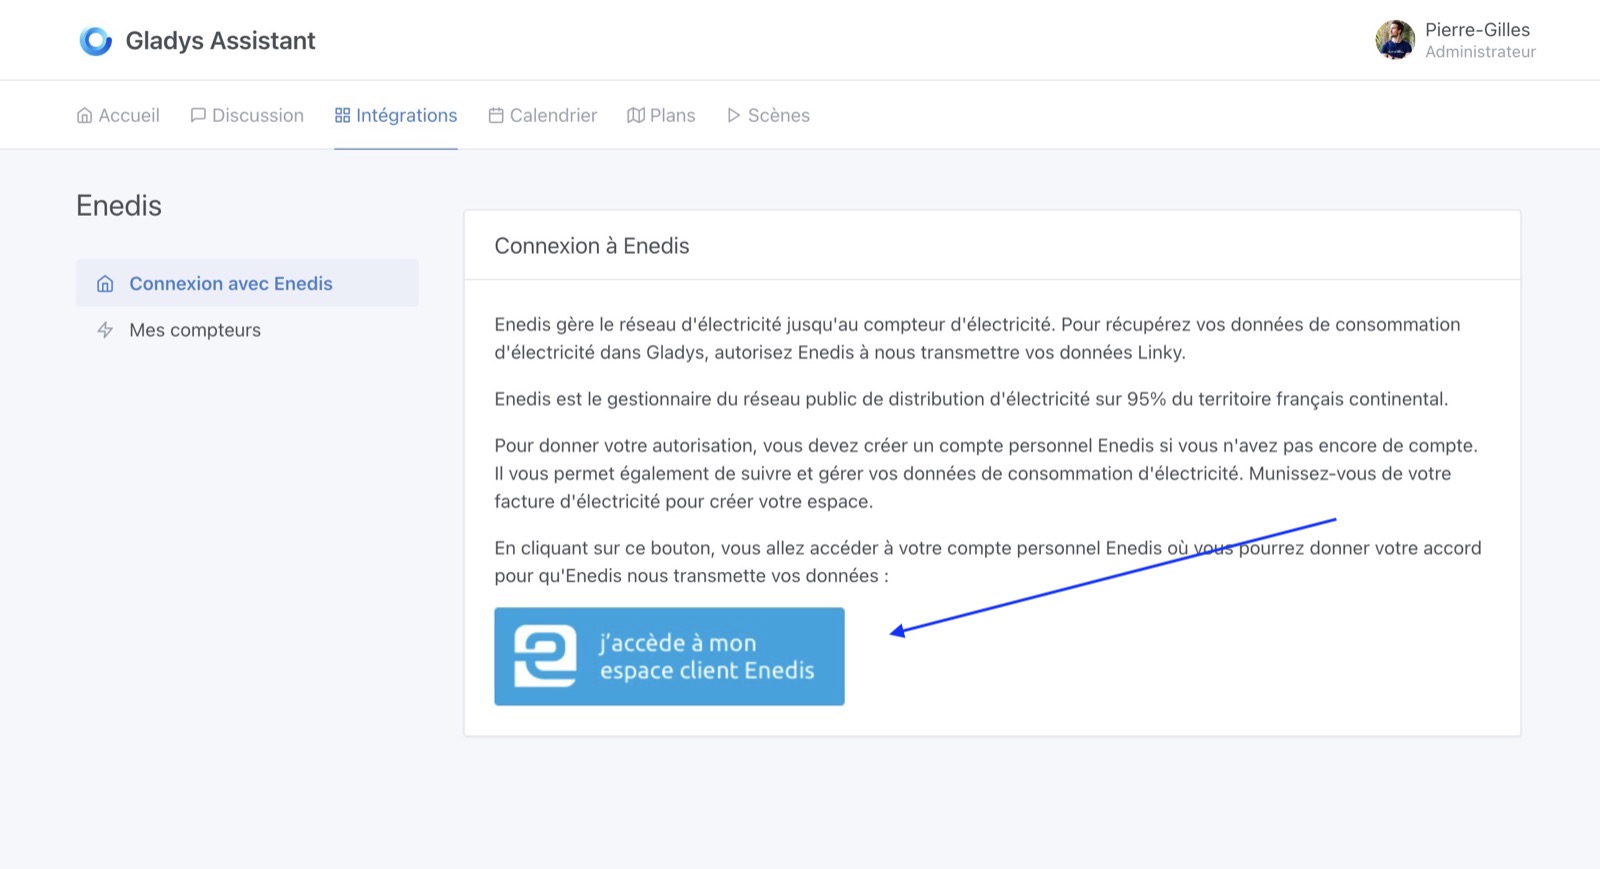 Gladys Assistant
Pierre-Gilles
Administrateur
Accueil
Discussion
Intégrations
Calendrier
Plans
Scènes
Enedis
Connexion avec Enedis
Mes compteurs
Connexion à Enedis
Enedis gère le réseau d'électricité jusqu'au compteur d'électricité. Pour récupérez vos données de consommation
d'électricité dans Gladys, autorisez Enedis à nous transmettre vos données Linky.
Enedis est le gestionnaire du réseau public de distribution d'électricité sur 95% du territoire français continental.
Pour donner votre autorisation, vous devez créer un compte personnel Enedis si vous n'avez pas encore de compte.
Il vous permet également de suivre et gérer vos données de consommation d'électricité. Munissez-vous de votre
facture d'électricité pour créer votre espace.
En cliquant sur ce bouton, vous allez accéder à votre compte personnel Enedis où vous pourrez donner votre accord
pour qu'Enedis nous transmette vos données :
j’accède à mon
espace client Enedis